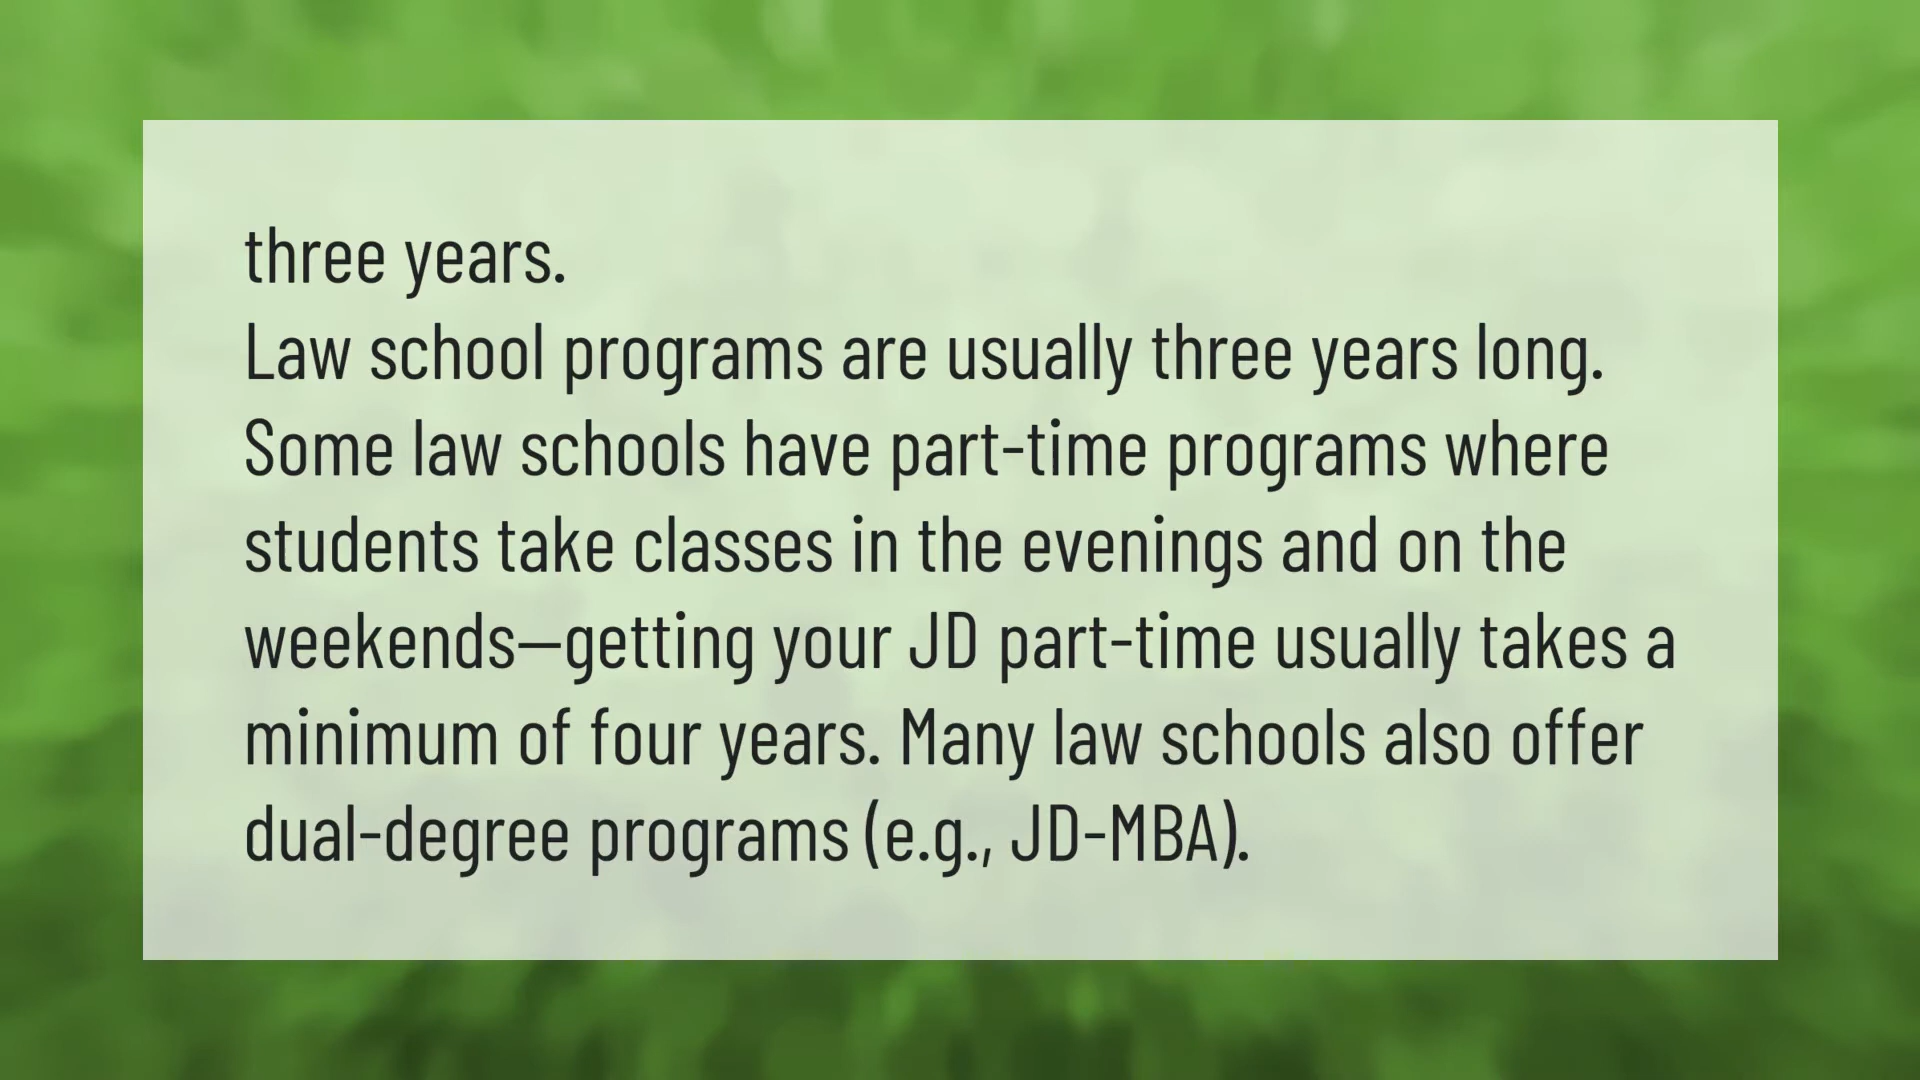 three years.
Law school programs are usually three years long.
Some law schools have part-time programs where
students take classes in the evenings and on the
weekends—getting your JD part-time usually takes a
minimum of four years. Many law schools also offer
dual-degree programs (e.g., JD-MBA).